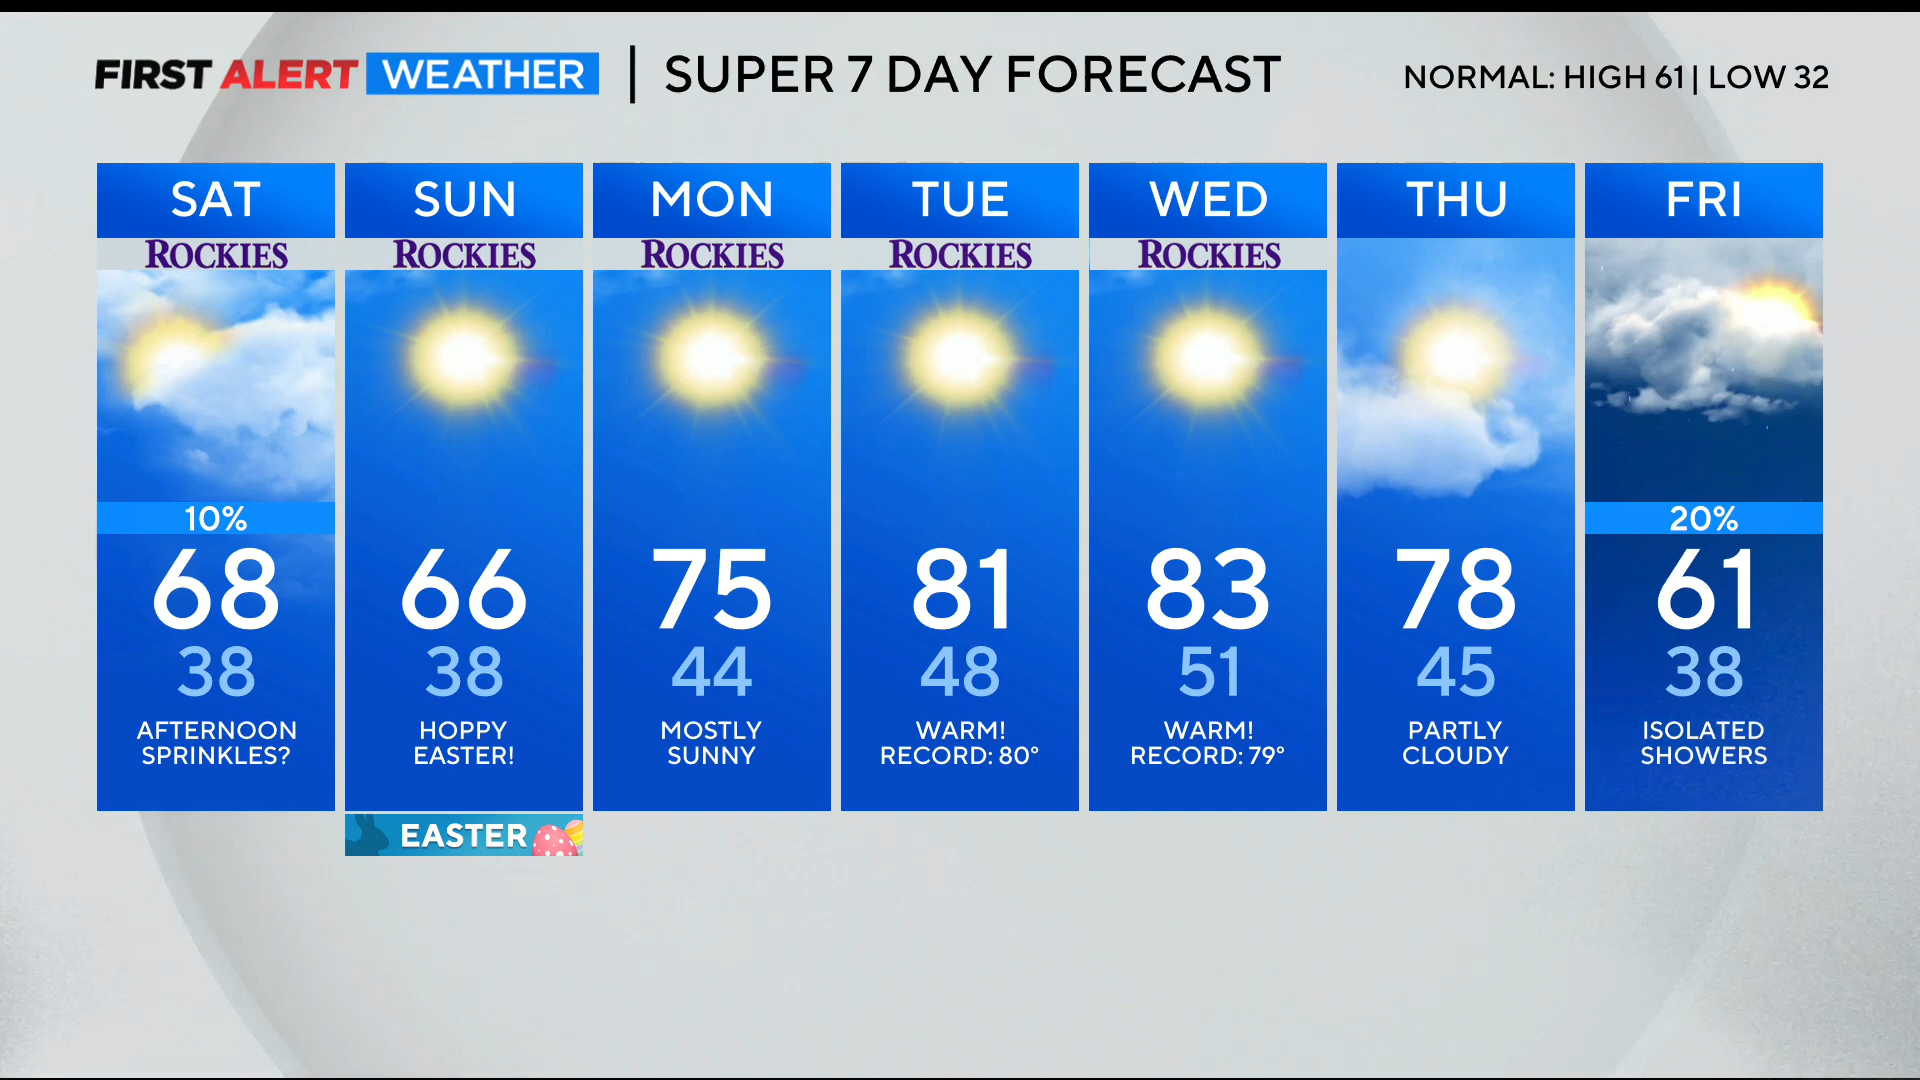 FIRST ALERT WEATHER | SUPER 7 DAY FORECAST
NORMAL: HIGH 61 | LOW 32
SAT
ROCKIES
10%
68
38
AFTERNOON
SPRINKLES?
SUN
ROCKIES
66
38
HOPPY
EASTER!
EASTER
MON
ROCKIES
75
44
MOSTLY
SUNNY
TUE
ROCKIES
81
48
WARM!
RECORD: 80°
WED
ROCKIES
83
51
WARM!
RECORD: 79°
THU
78
45
PARTLY
CLOUDY
FRI
20%
61
38
ISOLATED
SHOWERS